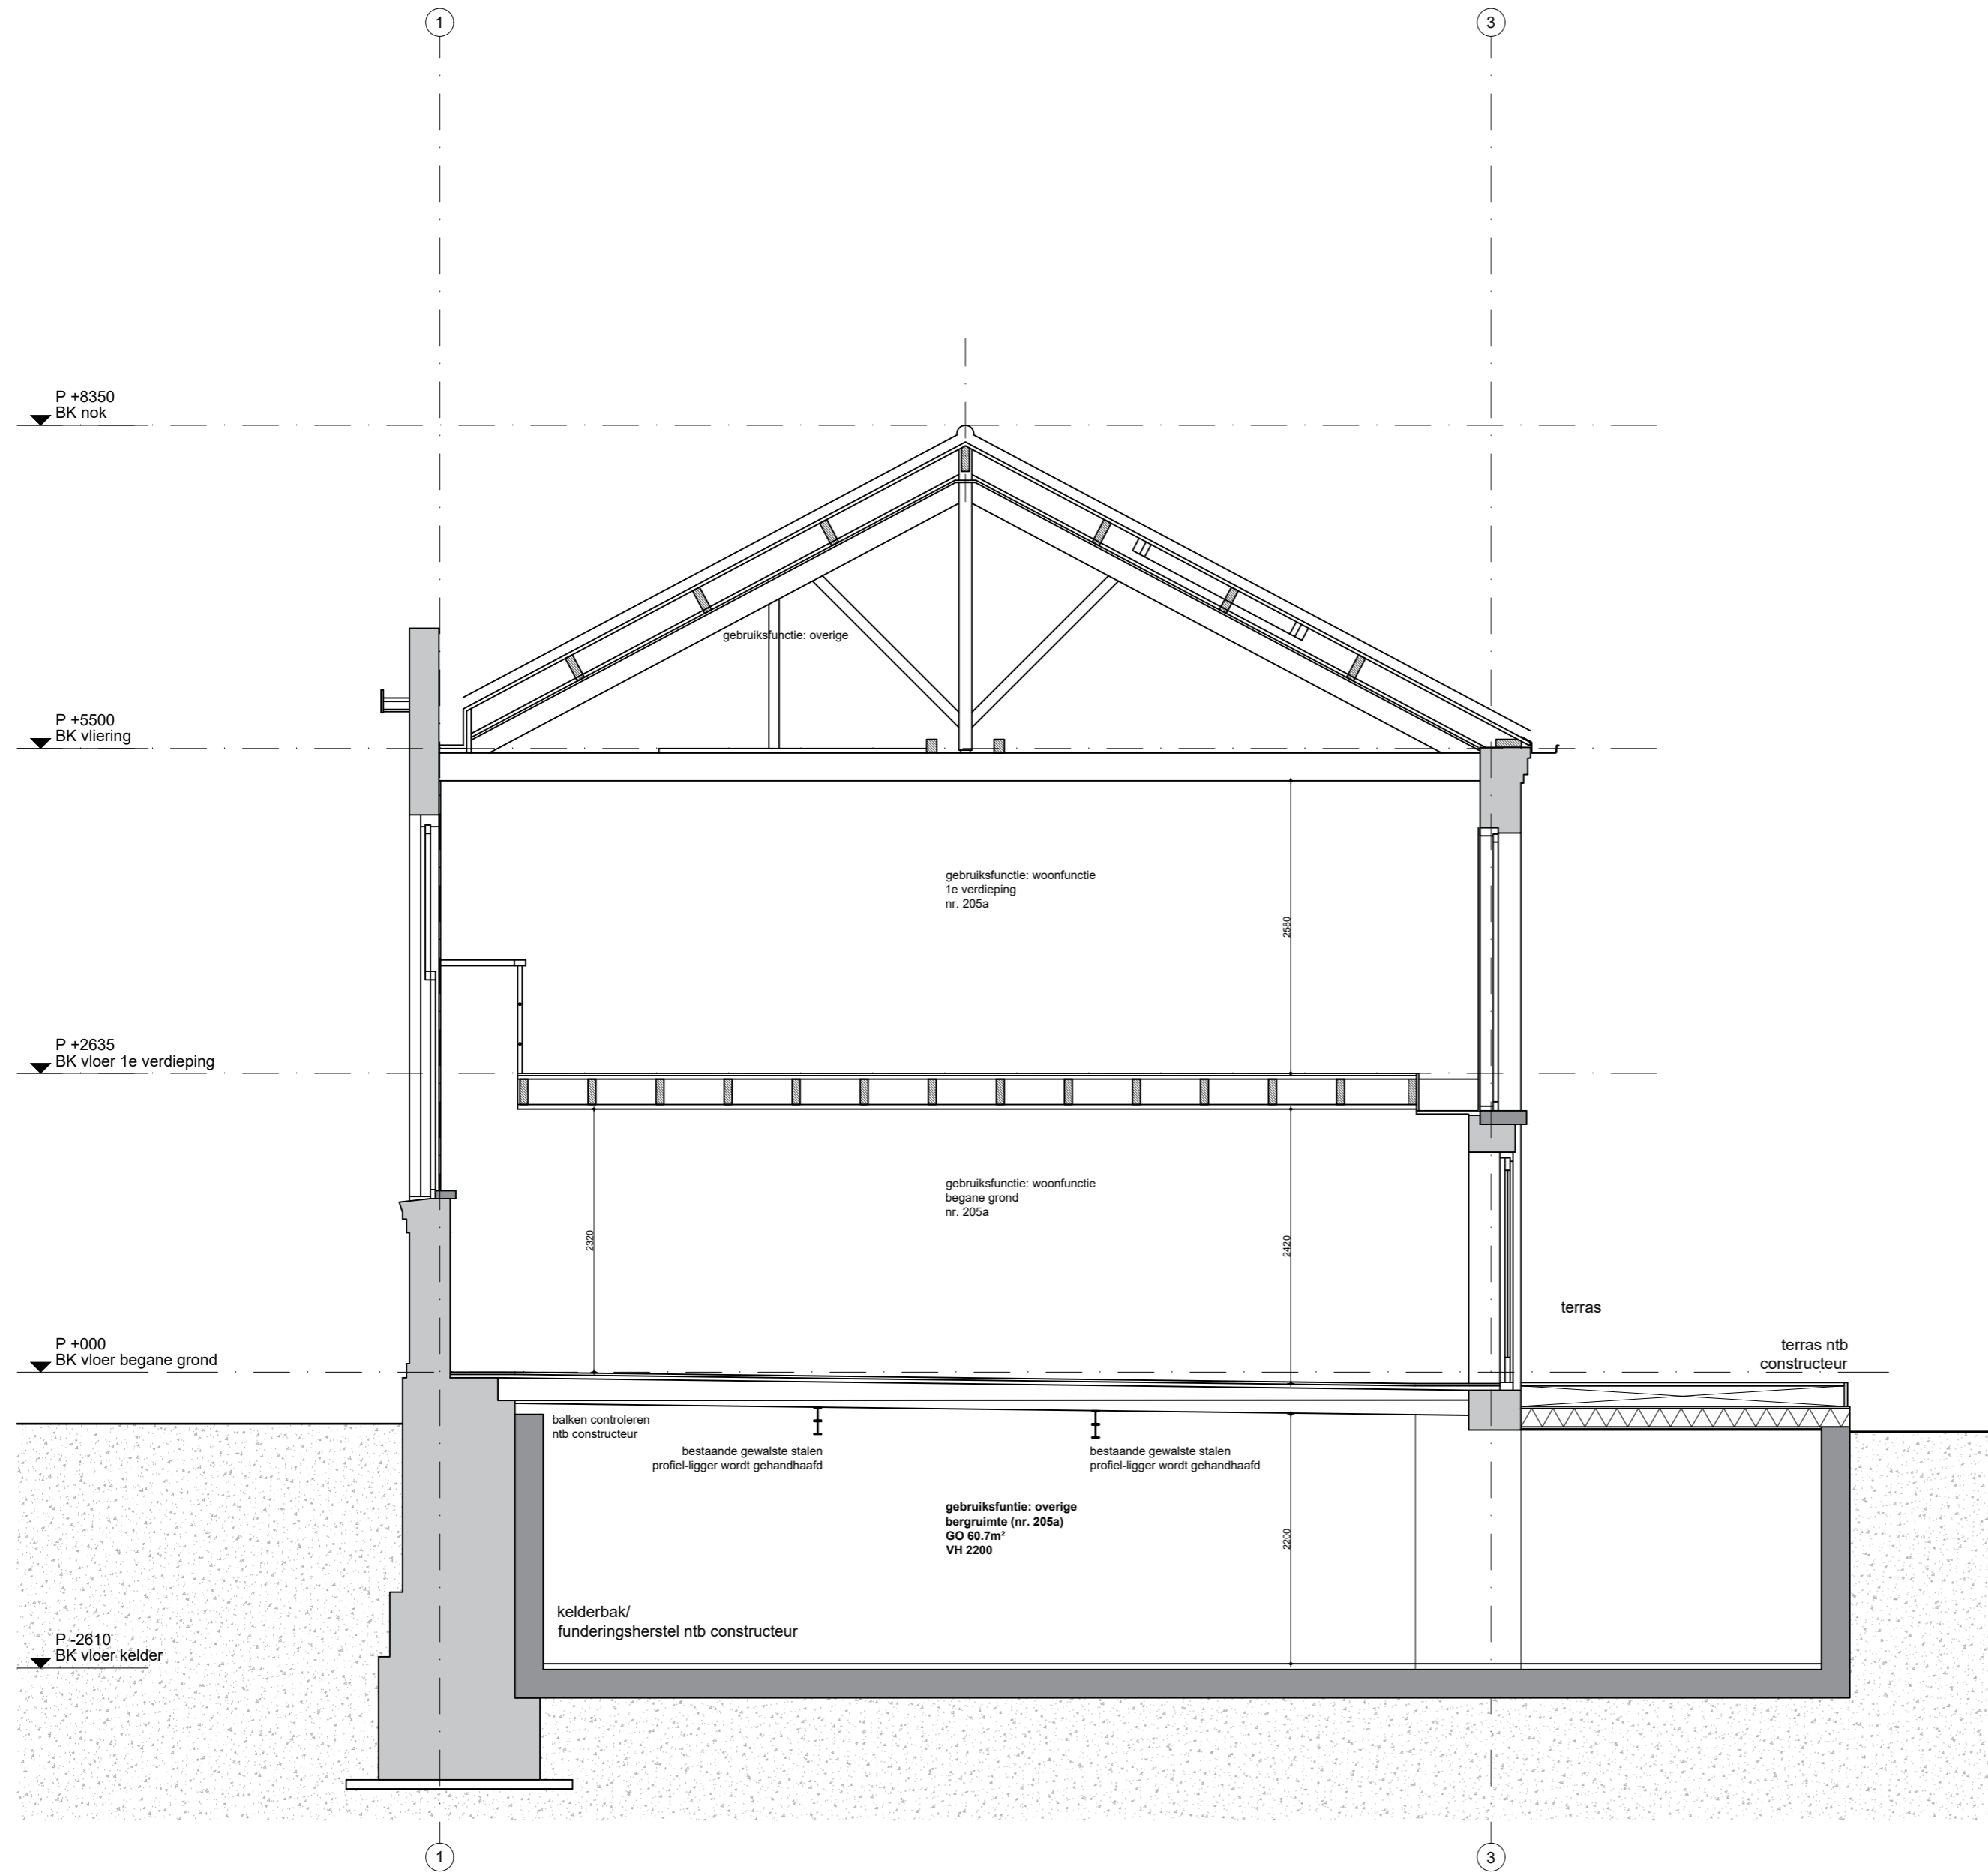 1
3
P +8350
BK nok
gebruiksfunctie: overige
P +5500
BK vliering
gebruiksfunctie: woonfunctie
1e verdieping
nr. 205a
2580
P +2635
BK vloer 1e verdieping
gebruiksfunctie: woonfunctie
begane grond
nr. 205a
2320
2420
terras
P +000
BK vloer begane grond
terras ntb
constructeur
balken controleren
ntb constructeur
bestaande gewalste stalen
profiel-ligger wordt gehandhaafd
bestaande gewalste stalen
profiel-ligger wordt gehandhaafd
gebruiksfuntie: overige
bergruimte (nr. 205a)
GO 60.7m²
VH 2200
2200
kelderbak/
funderingsherstel ntb constructeur
P -2610
BK vloer kelder
1
3